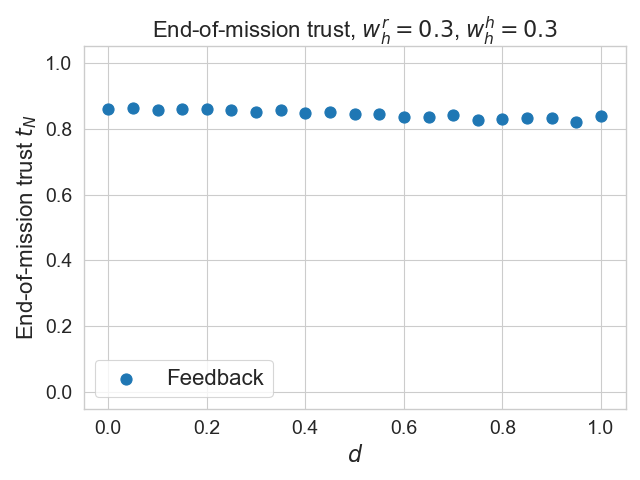 End-of-mission trust, $w_h^r = 0.3$, $w_h^h = 0.3$
End-of-mission trust $t_N$
1.0
0.8
0.6
0.4
0.2
0.0
Feedback
0.0 0.2 0.4 0.6 0.8 1.0
$d$